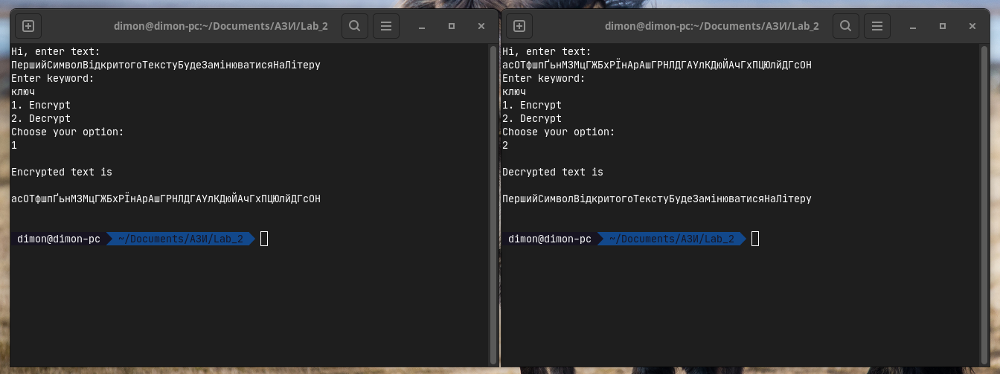 dimon@dimon-pc:~/Documents/АЗИ/Lab_2
Hi, enter text:
ПершийСимволВідкритогоТекстуБудеЗамінюватисяНаЛітеру
Enter keyword:
ключ
1. Encrypt
2. Decrypt
Choose your option:
1
Encrypted text is
асОТфшпҐьнМЗМцГЖБхРЇнАрАшГРНЛДГАУлКДюЙАчГхПЦЮлйДГсОН
dimon@dimon-pc ~/Documents/АЗИ/Lab_2
dimon@dimon-pc:~/Documents/АЗИ/Lab_2
Hi, enter text:
асОТфшпҐьнМЗМцГЖБхРЇнАрАшГРНЛДГАУлКДюЙАчГхПЦЮлйДГсОН
Enter keyword:
ключ
1. Encrypt
2. Decrypt
Choose your option:
2
Decrypted text is
ПершийСимволВідкритогоТекстуБудеЗамінюватисяНаЛітеру
dimon@dimon-pc ~/Documents/АЗИ/Lab_2